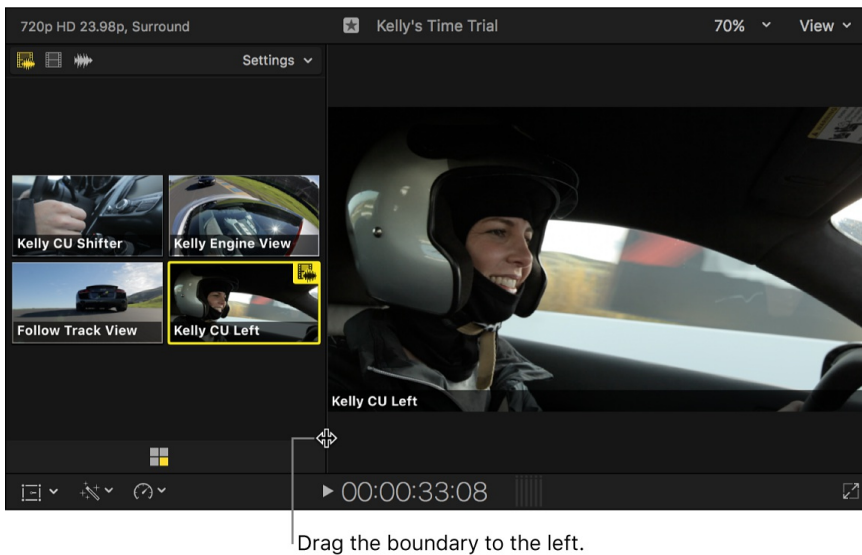 720p HD 23.98p, Surround
Kelly's Time Trial
70%
View
Settings
Kelly CU Shifter
Kelly Engine View
Follow Track View
Kelly CU Left
Kelly CU Left
00:00:33:08
Drag the boundary to the left.